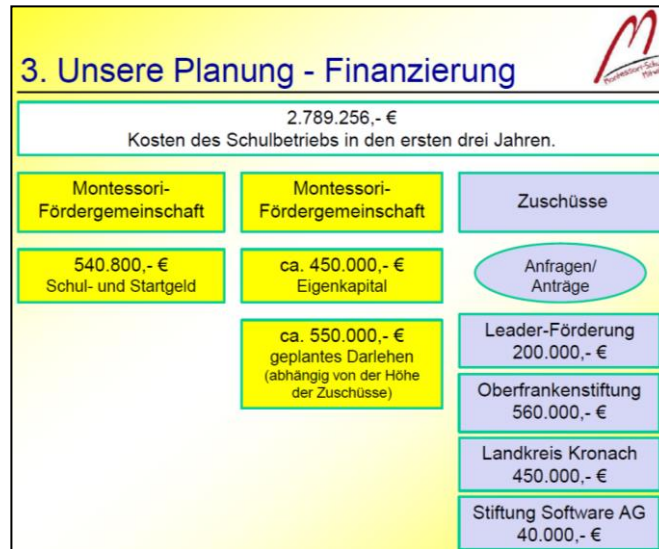 3. Unsere Planung - Finanzierung
Montessori-Schule
2.789.256,- €
Kosten des Schulbetriebs in den ersten drei Jahren.
Montessori-
Fördergemeinschaft
540.800,- €
Schul- und Startgeld
Montessori-
Fördergemeinschaft
ca. 450.000,- €
Eigenkapital
ca. 550.000,- €
geplantes Darlehen
(abhängig von der Höhe
der Zuschüsse)
Zuschüsse
Anfragen/
Anträge
Leader-Förderung
200.000,- €
Oberfrankenstiftung
560.000,- €
Landkreis Kronach
450.000,- €
Stiftung Software AG
40.000,- €